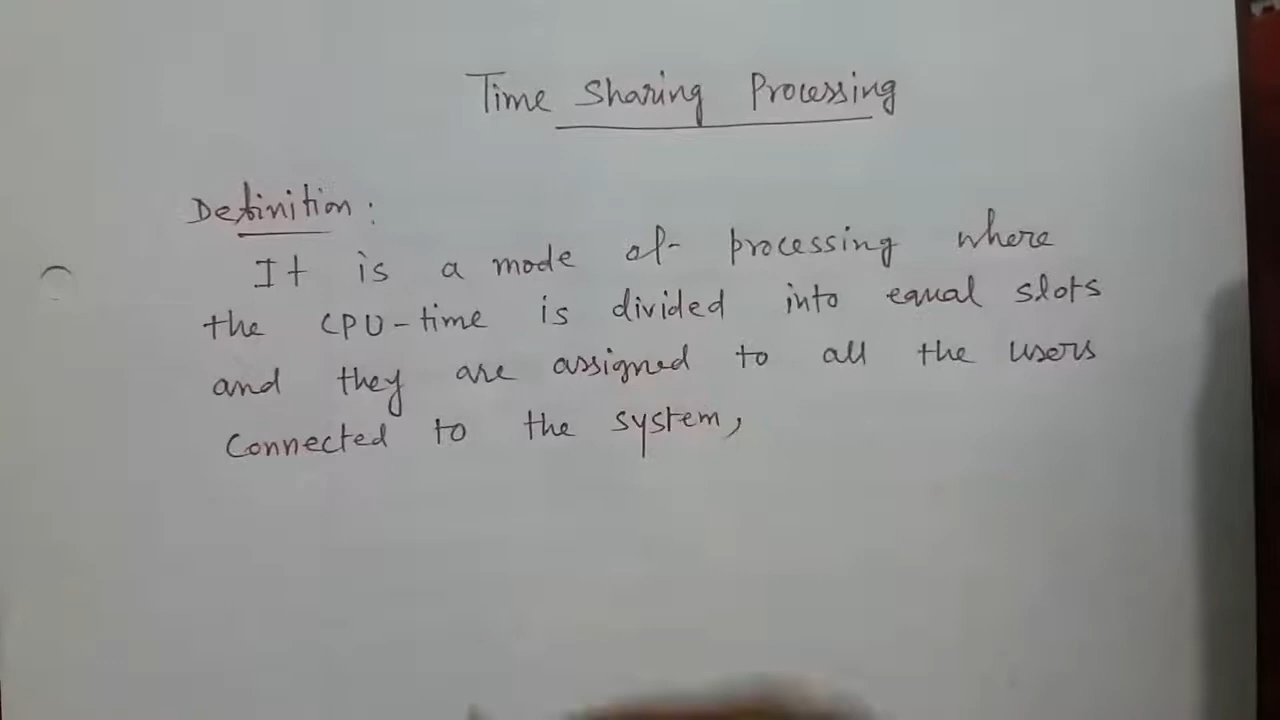 Time Sharing Processing
Definition:
It is a mode of processing where
the CPU-time is divided into equal slots
and they are assigned to all the users
Connected to the system,